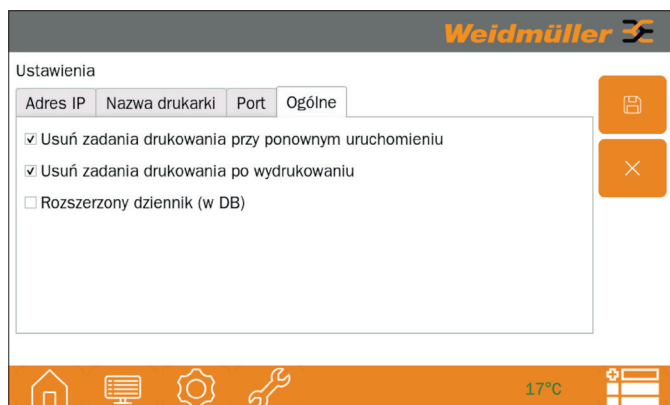 Weidmüller
Ustawienia
Adres IP Nazwa drukarki Port Ogólne
Usuń zadania drukowania przy ponownym uruchomieniu
Usuń zadania drukowania po wydrukowaniu
Rozszerzony dziennik (w DB)
17°C